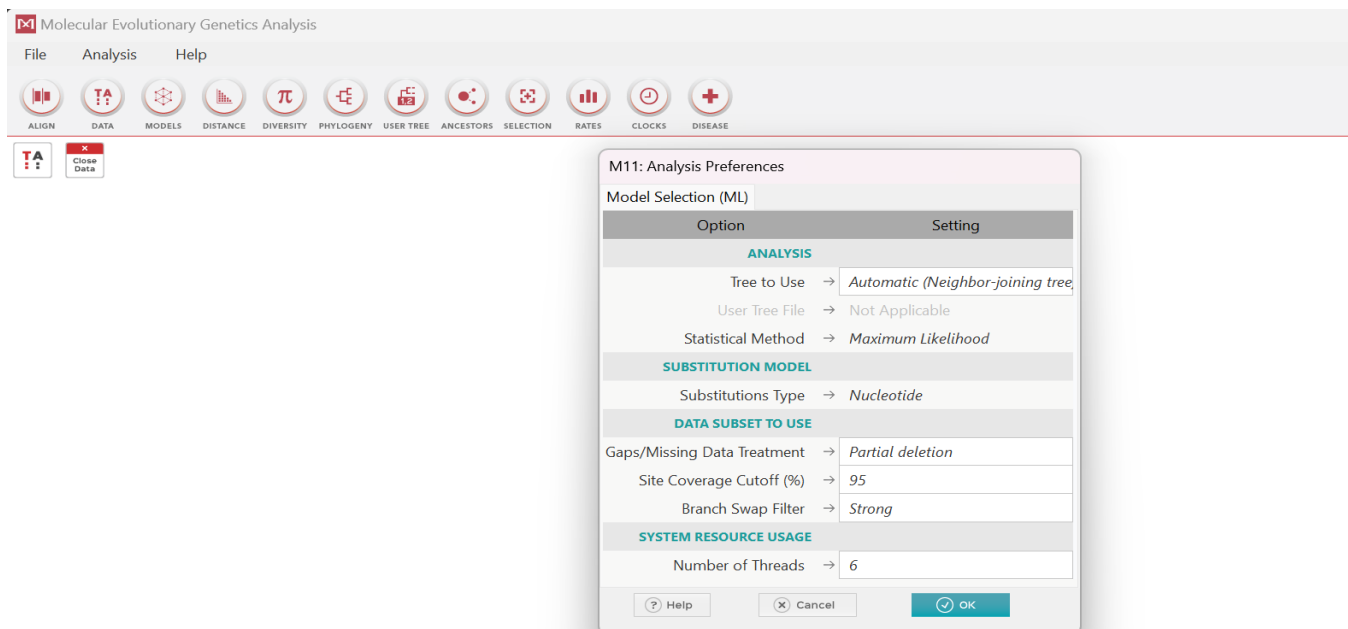 Molecular Evolutionary Genetics Analysis
File Analysis Help
TA 1,2 π
ALIGN DATA MODELS DISTANCE DIVERSITY PHYLOGENY USER TREE ANCESTORS SELECTION RATES CLOCKS DISEASE
TA Close
Data
M11: Analysis Preferences
Model Selection (ML)
Option Setting
ANALYSIS
Tree to Use → Automatic (Neighbor-joining tree)
User Tree File → Not Applicable
Statistical Method → Maximum Likelihood
SUBSTITUTION MODEL
Substitutions Type → Nucleotide
DATA SUBSET TO USE
Gaps/Missing Data Treatment → Partial deletion
Site Coverage Cutoff (%) → 95
Branch Swap Filter → Strong
SYSTEM RESOURCE USAGE
Number of Threads → 6
? Help Cancel OK